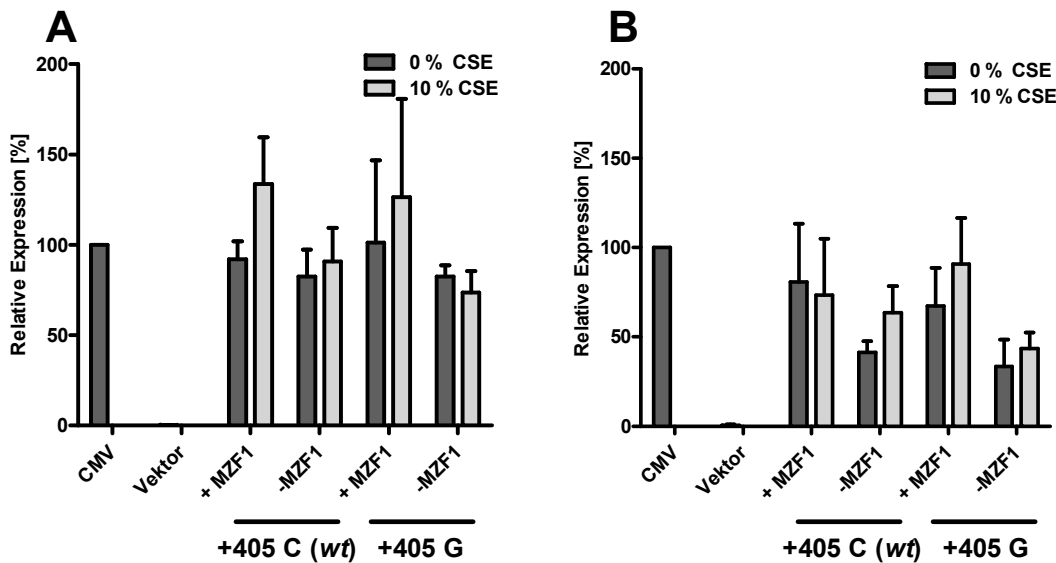 A
Relative Expression [%]
200
150
100
50
0
0 % CSE
10 % CSE
CMV
Vektor
+ MZF1
-MZF1
+ MZF1
-MZF1
+405 C (wt)
+405 G
B
Relative Expression [%]
200
150
100
50
0
0 % CSE
10 % CSE
CMV
Vektor
+ MZF1
-MZF1
+ MZF1
-MZF1
+405 C (wt)
+405 G